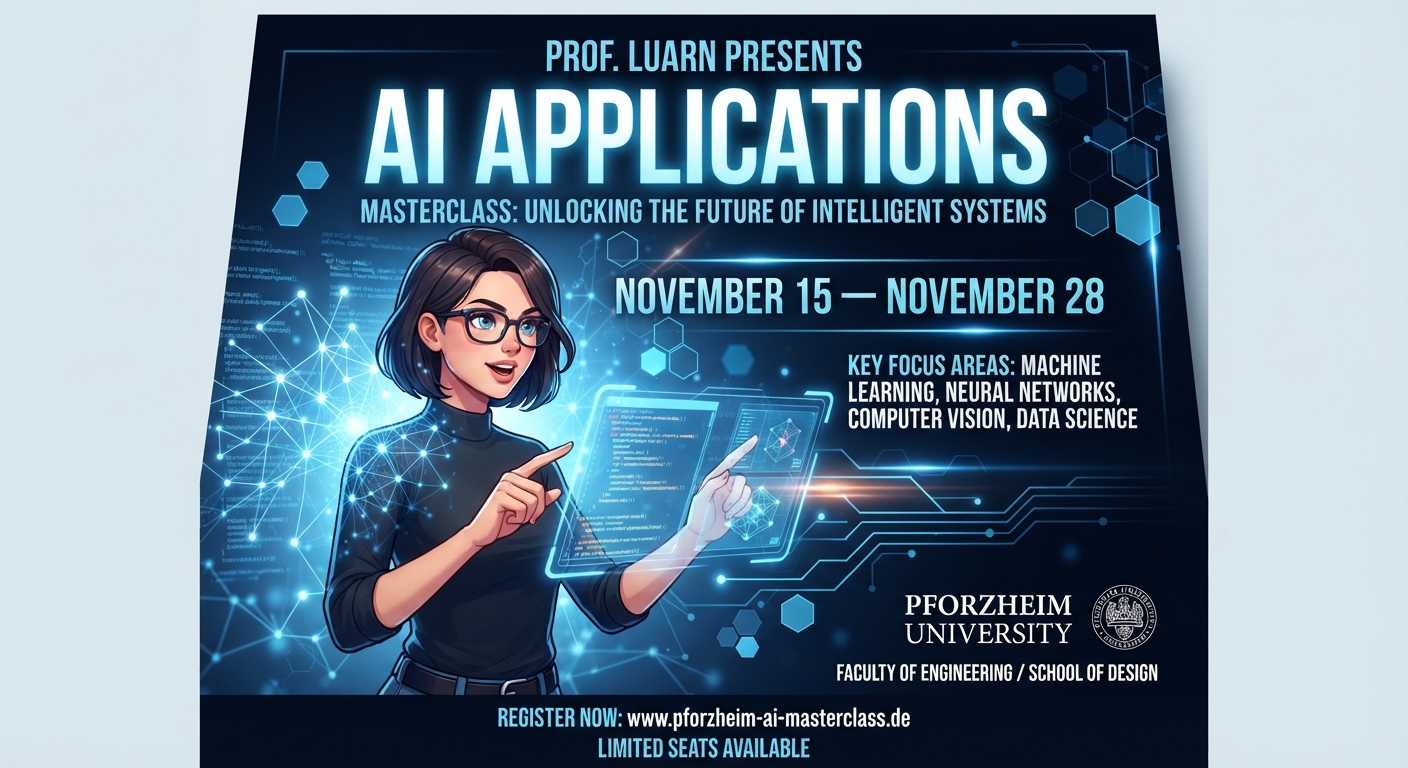 PROF. LUARN PRESENTS
AI APPLICATIONS
MASTERCLASS: UNLOCKING THE FUTURE OF INTELLIGENT SYSTEMS
NOVEMBER 15 — NOVEMBER 28
KEY FOCUS AREAS: MACHINE
LEARNING, NEURAL NETWORKS,
COMPUTER VISION, DATA SCIENCE
PFORZHEIM
UNIVERSITY
FACULTY OF ENGINEERING / SCHOOL OF DESIGN
REGISTER NOW: www.pforzheim-ai-masterclass.de
LIMITED SEATS AVAILABLE